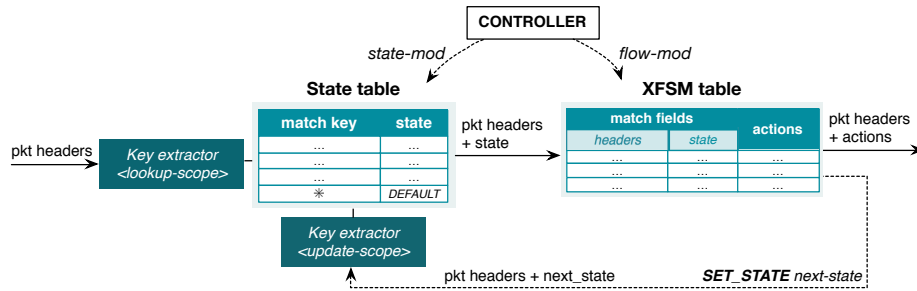 CONTROLLER
state-mod
flow-mod
State table
XFSM table
match key state
... ...
... ...
... ...
✳ DEFAULT
match fields
headers state
actions
... ... ...
... ... ...
... ... ...
pkt headers
Key extractor
<lookup-scope>
pkt headers
+ state
pkt headers
+ actions
Key extractor
<update-scope>
pkt headers + next_state
SET_STATE next-state